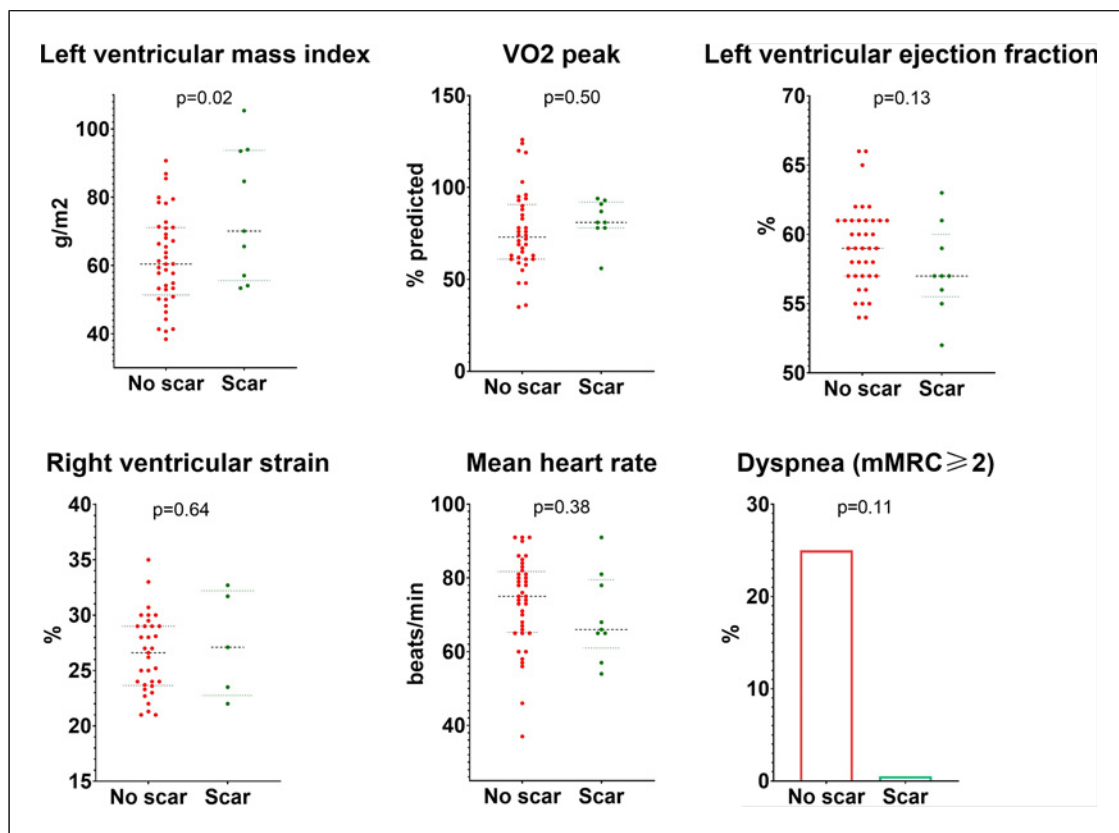 Left ventricular mass index
p=0.02
g/m2
100
80
60
40
No scar Scar
VO2 peak
p=0.50
% predicted
150
100
50
0
No scar Scar
Left ventricular ejection fraction
p=0.13
%
70
65
60
55
50
No scar Scar
Right ventricular strain
p=0.64
%
40
35
30
25
20
15
No scar Scar
Mean heart rate
p=0.38
beats/min
100
80
60
40
No scar Scar
Dyspnea (mMRC≥2)
p=0.11
%
30
20
10
0
No scar Scar